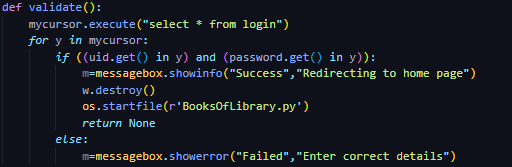 def validate():
    mycursor.execute("select * from login")
    for y in mycursor:
        if ((uid.get() in y) and (password.get() in y)):
            m=messagebox.showinfo("Success","Redirecting to home page")
            w.destroy()
            os.startfile(r'BooksOfLibrary.py')
            return None
        else:
            m=messagebox.showerror("Failed","Enter correct details")